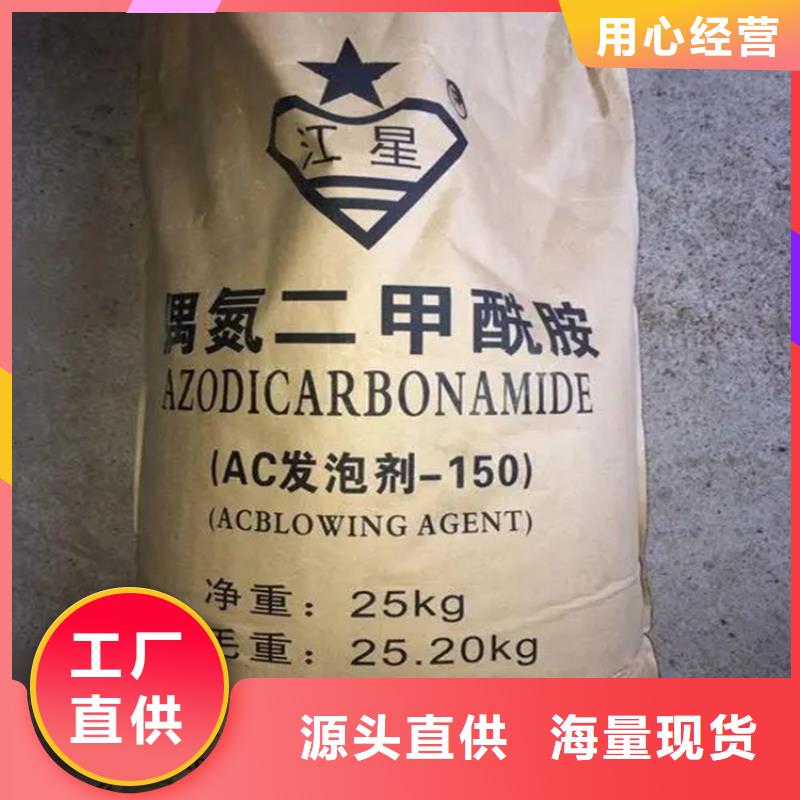 用心经营
江星
偶氮二甲酰胺
AZODICARBONAMIDE
(AC发泡剂-150)
(ACBLOWING AGENT)
净重：25kg
毛重：25.20kg
工厂
直供
源头直供 海量现货